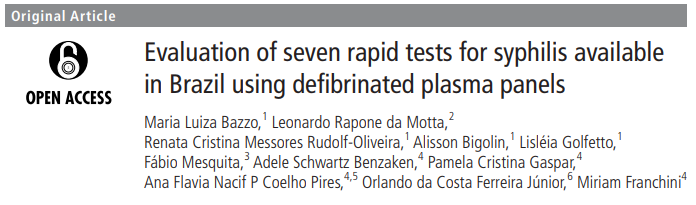 Original Article
OPEN ACCESS
Evaluation of seven rapid tests for syphilis available
in Brazil using defibrinated plasma panels
Maria Luiza Bazzo,1 Leonardo Rapone da Motta,2
Renata Cristina Messores Rudolf-Oliveira,1 Alisson Bigolin,1 Lisléia Golfetto,1
Fábio Mesquita,3 Adele Schwartz Benzaken,4 Pamela Cristina Gaspar,4
Ana Flavia Nacif P Coelho Pires,4,5 Orlando da Costa Ferreira Júnior,6 Miriam Franchini4